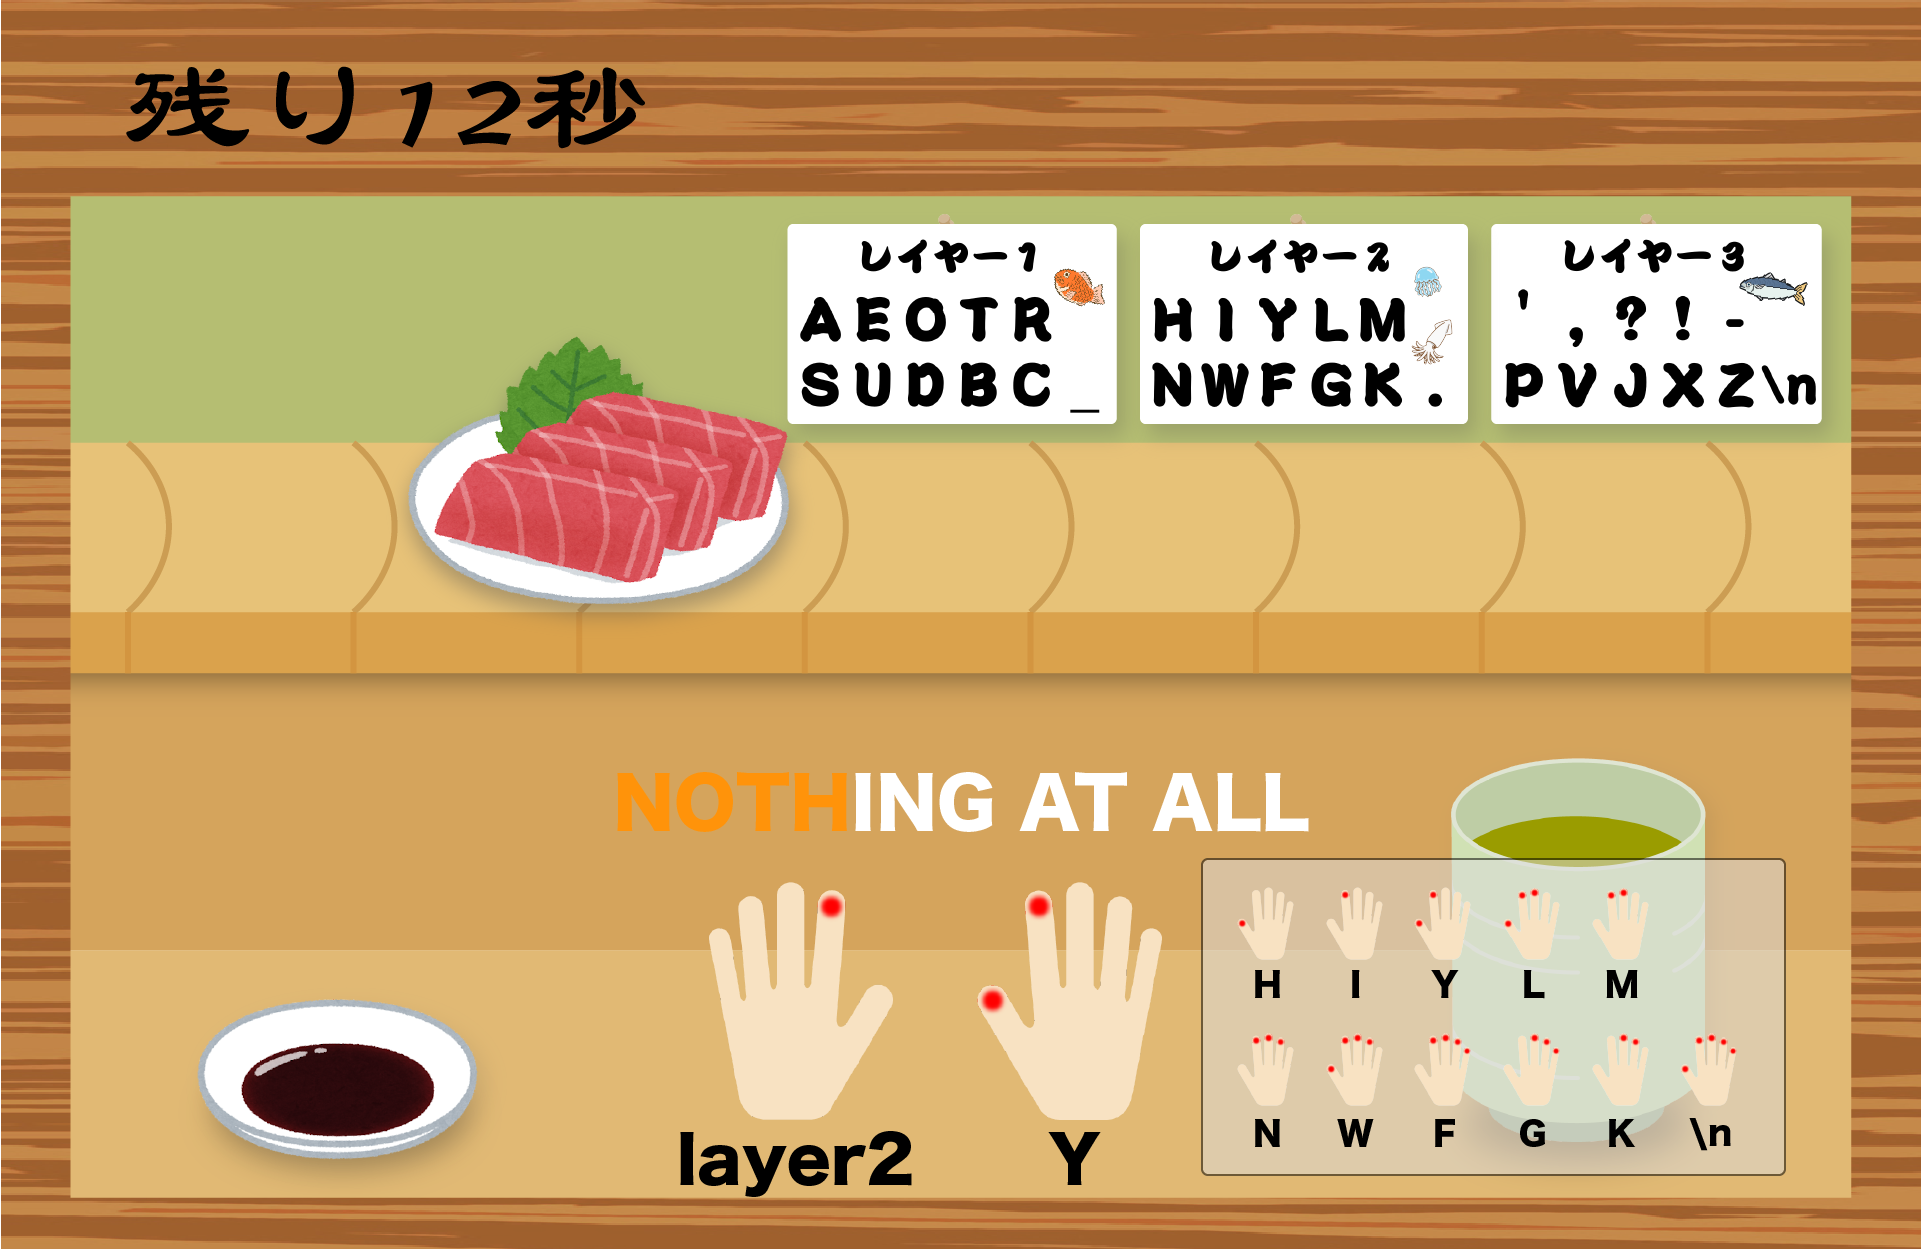 残り12秒
レイヤー1
A E O T R
S U D B C _
レイヤー2
H I Y L M
N W F G K .
レイヤー3
' , ? ! -
P V J X Z \n
NOTHING AT ALL
layer2 Y
H I Y L M
N W F G K \n